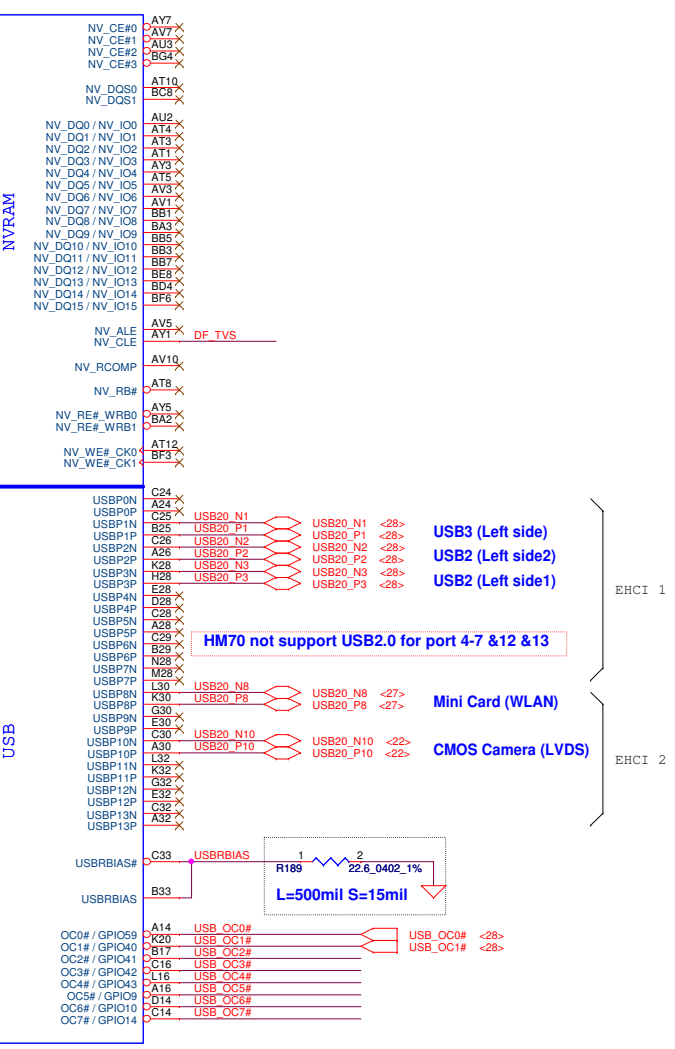 NVRAM
NV_CE#0 AY7
NV_CE#1 AV7
NV_CE#2 AU3
NV_CE#3 BG4
NV_DQS0 AT10
NV_DQS1 BC8
NV_DQ0 / NV_IO0 AU2
NV_DQ1 / NV_IO1 AT4
NV_DQ2 / NV_IO2 AT3
NV_DQ3 / NV_IO3 AT1
NV_DQ4 / NV_IO4 AY3
NV_DQ5 / NV_IO5 AT5
NV_DQ6 / NV_IO6 AV3
NV_DQ7 / NV_IO7 AV1
NV_DQ8 / NV_IO8 BB1
NV_DQ9 / NV_IO9 BA3
NV_DQ10 / NV_IO10 BB5
NV_DQ11 / NV_IO11 BB3
NV_DQ12 / NV_IO12 BB7
NV_DQ13 / NV_IO13 BE8
NV_DQ14 / NV_IO14 BD4
NV_DQ15 / NV_IO15 BF6
NV_ALE AV5
NV_CLE AY1 DF_TVS
NV_RCOMP AV10
NV_RB# AT8
NV_RE#_WRB0 AY5
NV_RE#_WRB1 BA2
NV_WE#_CK0 AT12
NV_WE#_CK1 BF3
USB
USBP0N C24
USBP0P A24
USBP1N C25 USB20_N1 USB20_N1 <28>
USBP1P B25 USB20_P1 USB20_P1 <28>
USB3 (Left side)
USBP2N C26 USB20_N2 USB20_N2 <28>
USBP2P A26 USB20_P2 USB20_P2 <28>
USB2 (Left side2)
USBP3N K28 USB20_N3 USB20_N3 <28>
USBP3P H28 USB20_P3 USB20_P3 <28>
USB2 (Left side1)
EHCI 1
USBP4N E28
USBP4P D28
USBP5N C28
USBP5P A28
USBP6N C29
USBP6P B29
USBP7N N28
USBP7P M28
HM70 not support USB2.0 for port 4-7 &12 &13
USBP8N L30 USB20_N8 USB20_N8 <27>
USBP8P K30 USB20_P8 USB20_P8 <27>
Mini Card (WLAN)
USBP9N G30
USBP9P E30
USBP10N C30 USB20_N10 USB20_N10 <22>
USBP10P A30 USB20_P10 USB20_P10 <22>
CMOS Camera (LVDS)
EHCI 2
USBP11N L32
USBP11P K32
USBP12N G32
USBP12P E32
USBP13N C32
USBP13P A32
USBRBIAS# C33 USBRBIAS 1 2
R189 22.6_0402_1%
L=500mil S=15mil
USBRBIAS B33
OC0# / GPIO59 A14 USB_OC0# USB_OC0# <28>
OC1# / GPIO40 K20 USB_OC1# USB_OC1# <28>
OC2# / GPIO41 B17 USB_OC2#
OC3# / GPIO42 C16 USB_OC3#
OC4# / GPIO43 L16 USB_OC4#
OC5# / GPIO9 A16 USB_OC5#
OC6# / GPIO10 D14 USB_OC6#
OC7# / GPIO14 C14 USB_OC7#